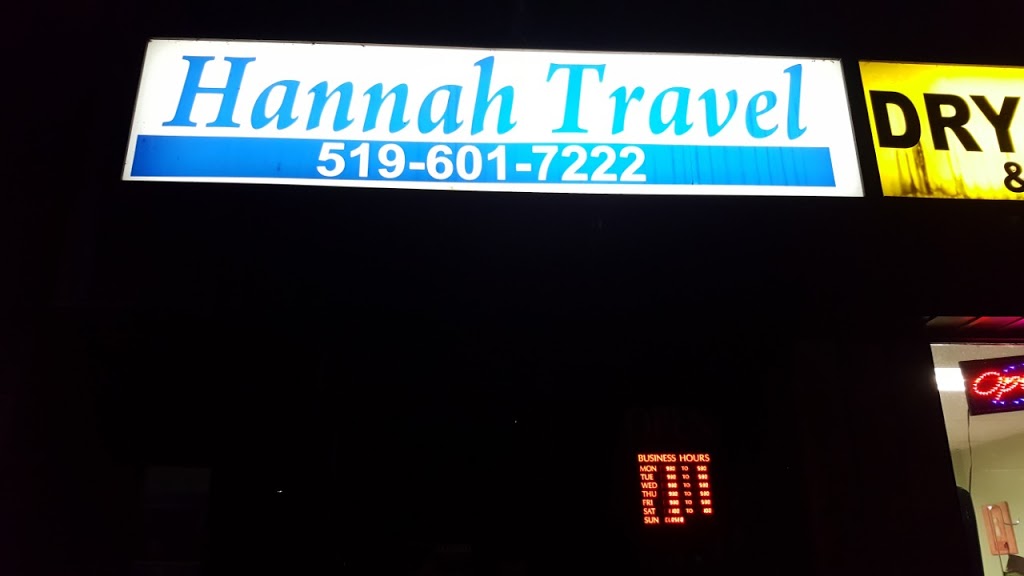 Hannah Travel
519-601-7222
DRY
&
BUSINESS HOURS
MON TO
TUE TO
WED TO
THU TO
FRI TO
SAT TO
SUN CLOSED